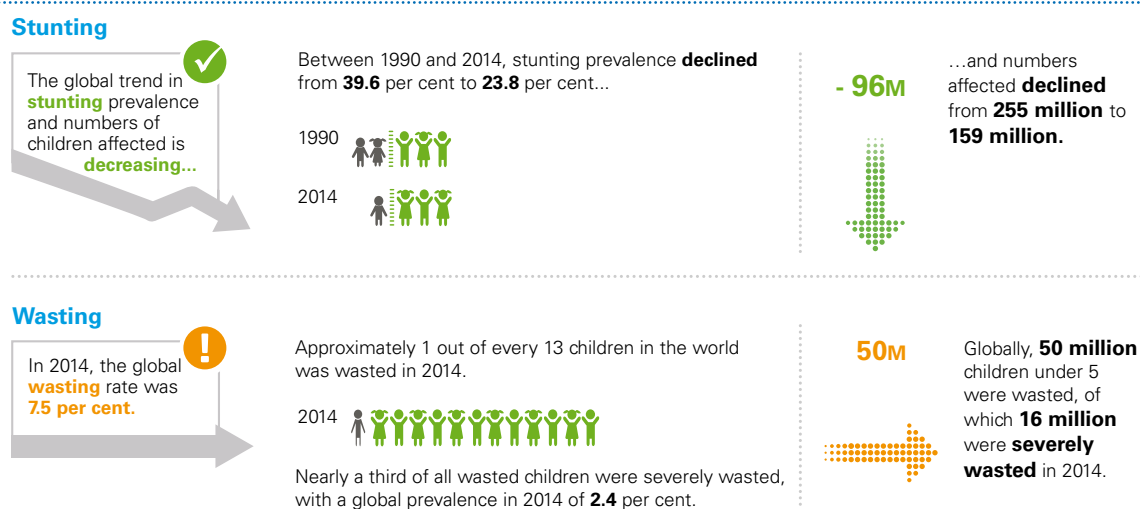 Stunting
The global trend in
stunting prevalence
and numbers of
children affected is
decreasing...
Between 1990 and 2014, stunting prevalence declined
from 39.6 per cent to 23.8 per cent...
1990
2014
- 96M
…and numbers
affected declined
from 255 million to
159 million.
Wasting
In 2014, the global
wasting rate was
7.5 per cent.
Approximately 1 out of every 13 children in the world
was wasted in 2014.
2014
Nearly a third of all wasted children were severely wasted,
with a global prevalence in 2014 of 2.4 per cent.
50M
Globally, 50 million
children under 5
were wasted, of
which 16 million
were severely
wasted in 2014.